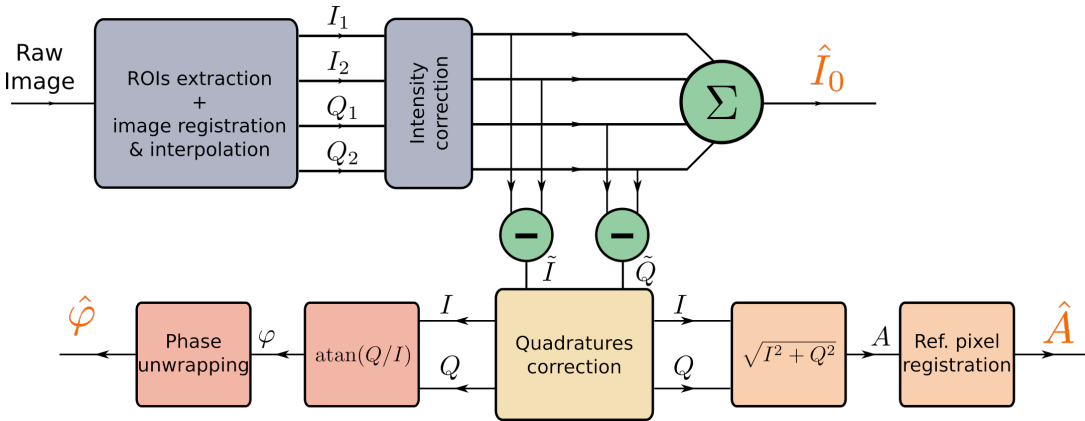 Raw
Image
ROIs extraction
+
image registration
& interpolation
I₁
I₂
Q₁
Q₂
Intensity
correction
Σ
Î₀
−
−
Ĩ
Q̃
φ̂
Phase
unwrapping
φ
atan(Q/I)
I
Q
Quadratures
correction
I
Q
√(I² + Q²)
A
Ref. pixel
registration
Â